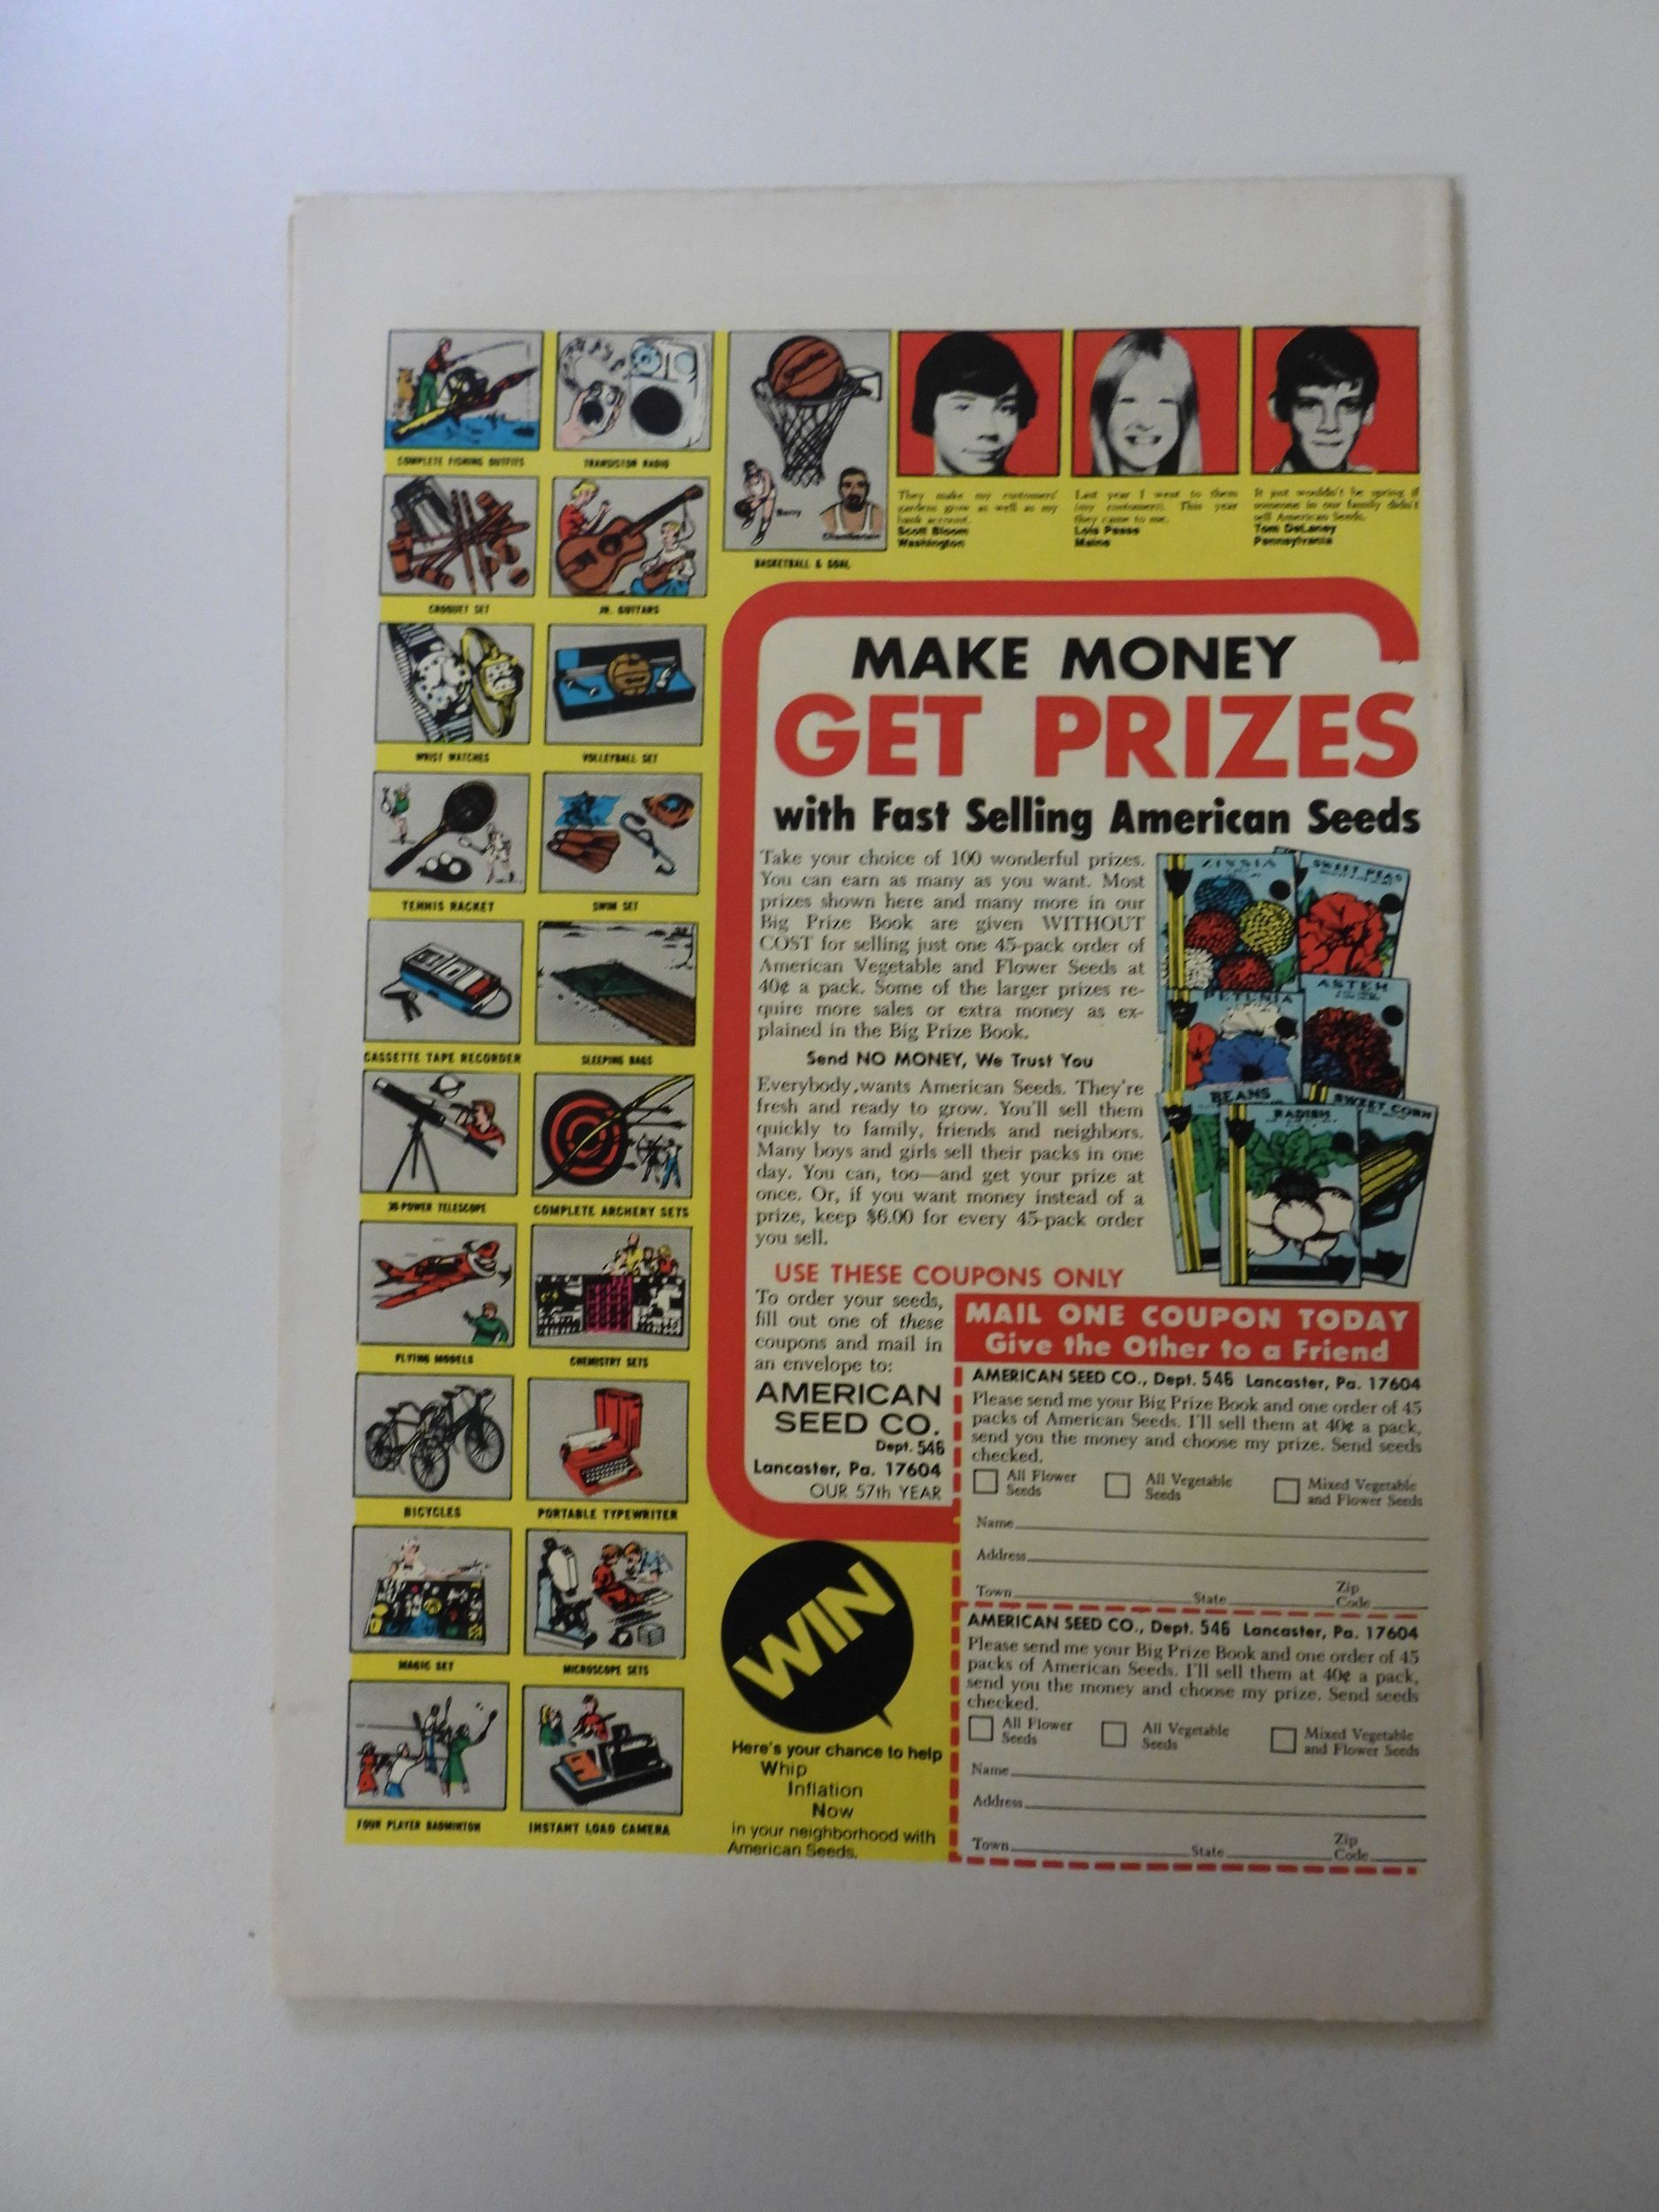 COMPLETE FISHING OUTFITS
TRANSISTOR RADIO
CROQUET SET
JR. GUITARS
WRIST WATCHES
VOLLEYBALL SET
TENNIS RACKET
SWIM SET
CASSETTE TAPE RECORDER
SLEEPING BAGS
30-POWER TELESCOPE
COMPLETE ARCHERY SETS
FLYING MODELS
CHEMISTRY SETS
BICYCLES
PORTABLE TYPEWRITER
MAGIC SET
MICROSCOPE SETS
FOUR PLAYER BADMINTON
INSTANT LOAD CAMERA
Barry
Chamberlain
BASKETBALL & GOAL
They make my customers'
gardens grow as well as my
bank account.
Scott Bloom
Washington
Last year I went to them
(my customers). This year
they came to me.
Lois Pease
Maine
It just wouldn't be spring if
someone in our family didn't
sell American Seeds.
Tom DeLaney
Pennsylvania
MAKE MONEY
GET PRIZES
with Fast Selling American Seeds
Take your choice of 100 wonderful prizes.
You can earn as many as you want. Most
prizes shown here and many more in our
Big Prize Book are given WITHOUT
COST for selling just one 45-pack order of
American Vegetable and Flower Seeds at
40¢ a pack. Some of the larger prizes re-
quire more sales or extra money as ex-
plained in the Big Prize Book.
Send NO MONEY, We Trust You
Everybody wants American Seeds. They're
fresh and ready to grow. You'll sell them
quickly to family, friends and neighbors.
Many boys and girls sell their packs in one
day. You can, too—and get your prize at
once. Or, if you want money instead of a
prize, keep $6.00 for every 45-pack order
you sell.
ZINNIA
SWEET PEAS
PETUNIA
ASTER
BEANS
RADISH
SWEET CORN
USE THESE COUPONS ONLY
To order your seeds,
fill out one of these
coupons and mail in
an envelope to:
AMERICAN
SEED CO.
Dept. 546
Lancaster, Pa. 17604
OUR 57th YEAR
MAIL ONE COUPON TODAY
Give the Other to a Friend
AMERICAN SEED CO., Dept. 546 Lancaster, Pa. 17604
Please send me your Big Prize Book and one order of 45
packs of American Seeds. I'll sell them at 40¢ a pack,
send you the money and choose my prize. Send seeds
checked.
All Flower Seeds
All Vegetable Seeds
Mixed Vegetable and Flower Seeds
Name
Address
Town State Zip Code
AMERICAN SEED CO., Dept. 546 Lancaster, Pa. 17604
Please send me your Big Prize Book and one order of 45
packs of American Seeds. I'll sell them at 40¢ a pack,
send you the money and choose my prize. Send seeds
checked.
All Flower Seeds
All Vegetable Seeds
Mixed Vegetable and Flower Seeds
Name
Address
Town State Zip Code
WIN
Here's your chance to help
Whip
Inflation
Now
in your neighborhood with
American Seeds.